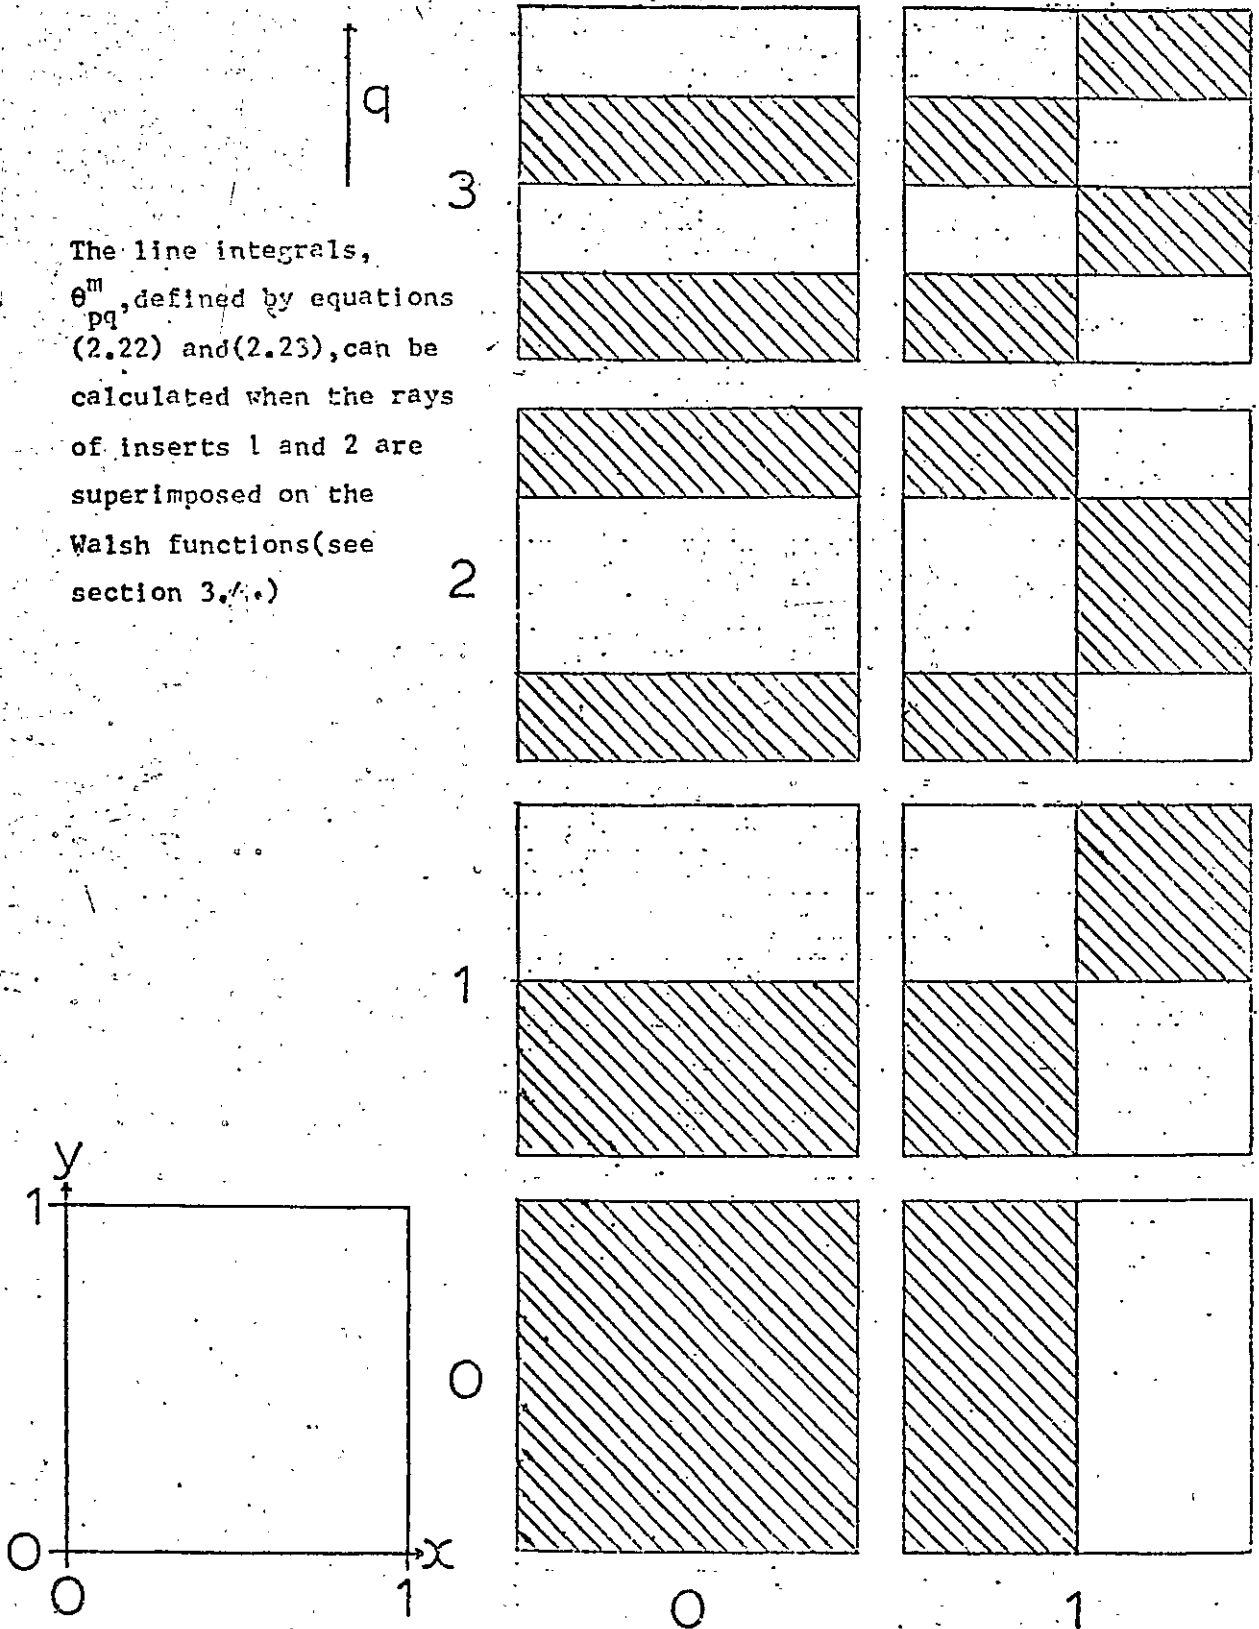 q
3
The line integrals,
θ^m_pq, defined by equations
(2.22) and (2.23), can be
calculated when the rays
of inserts 1 and 2 are
superimposed on the
Walsh functions (see
section
2
1
y
1
0
0
x
0
1
0
1